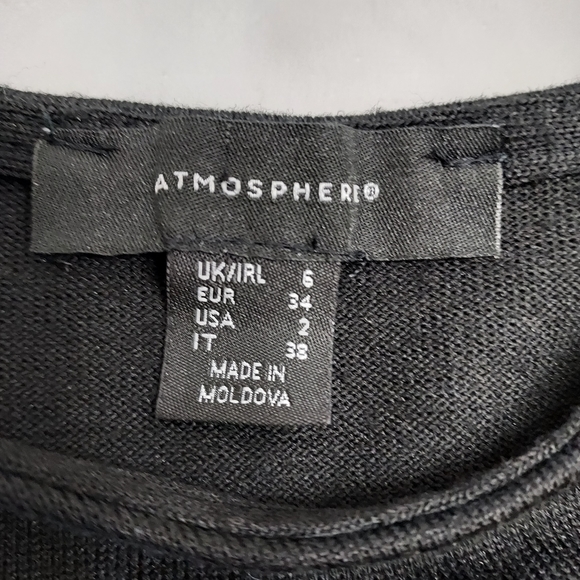 ATMOSPHERE®
UK/IRL 6
EUR 34
USA 2
IT 38
MADE IN
MOLDOVA